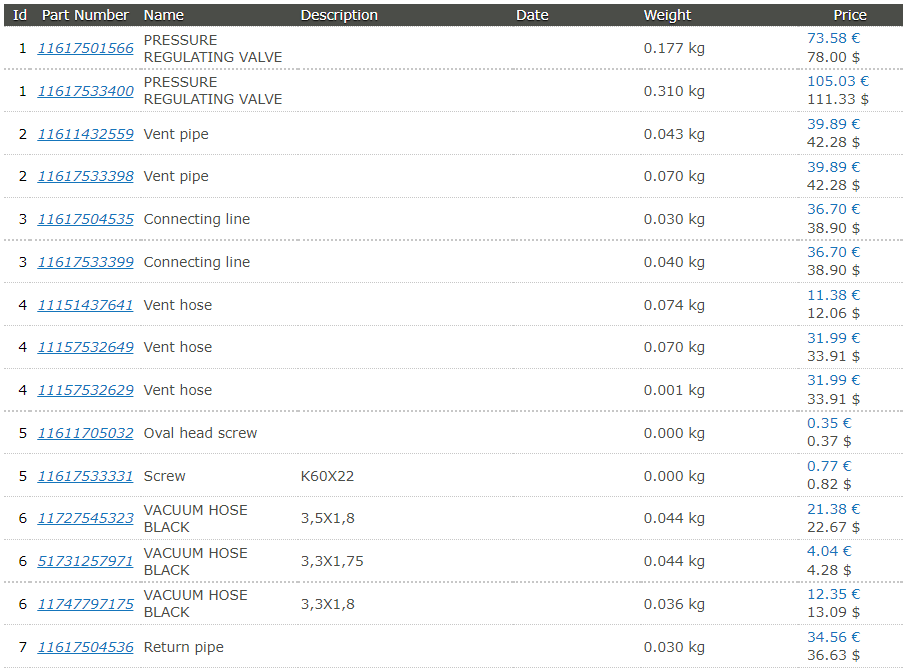 Id Part Number Name Description Date Weight Price
1 11617501566 PRESSURE REGULATING VALVE 0.177 kg 73.58 € 78.00 $
1 11617533400 PRESSURE REGULATING VALVE 0.310 kg 105.03 € 111.33 $
2 11611432559 Vent pipe 0.043 kg 39.89 € 42.28 $
2 11617533398 Vent pipe 0.070 kg 39.89 € 42.28 $
3 11617504535 Connecting line 0.030 kg 36.70 € 38.90 $
3 11617533399 Connecting line 0.040 kg 36.70 € 38.90 $
4 11151437641 Vent hose 0.074 kg 11.38 € 12.06 $
4 11157532649 Vent hose 0.070 kg 31.99 € 33.91 $
4 11157532629 Vent hose 0.001 kg 31.99 € 33.91 $
5 11611705032 Oval head screw 0.000 kg 0.35 € 0.37 $
5 11617533331 Screw K60X22 0.000 kg 0.77 € 0.82 $
6 11727545323 VACUUM HOSE BLACK 3,5X1,8 0.044 kg 21.38 € 22.67 $
6 51731257971 VACUUM HOSE BLACK 3,3X1,75 0.044 kg 4.04 € 4.28 $
6 11747797175 VACUUM HOSE BLACK 3,3X1,8 0.036 kg 12.35 € 13.09 $
7 11617504536 Return pipe 0.030 kg 34.56 € 36.63 $